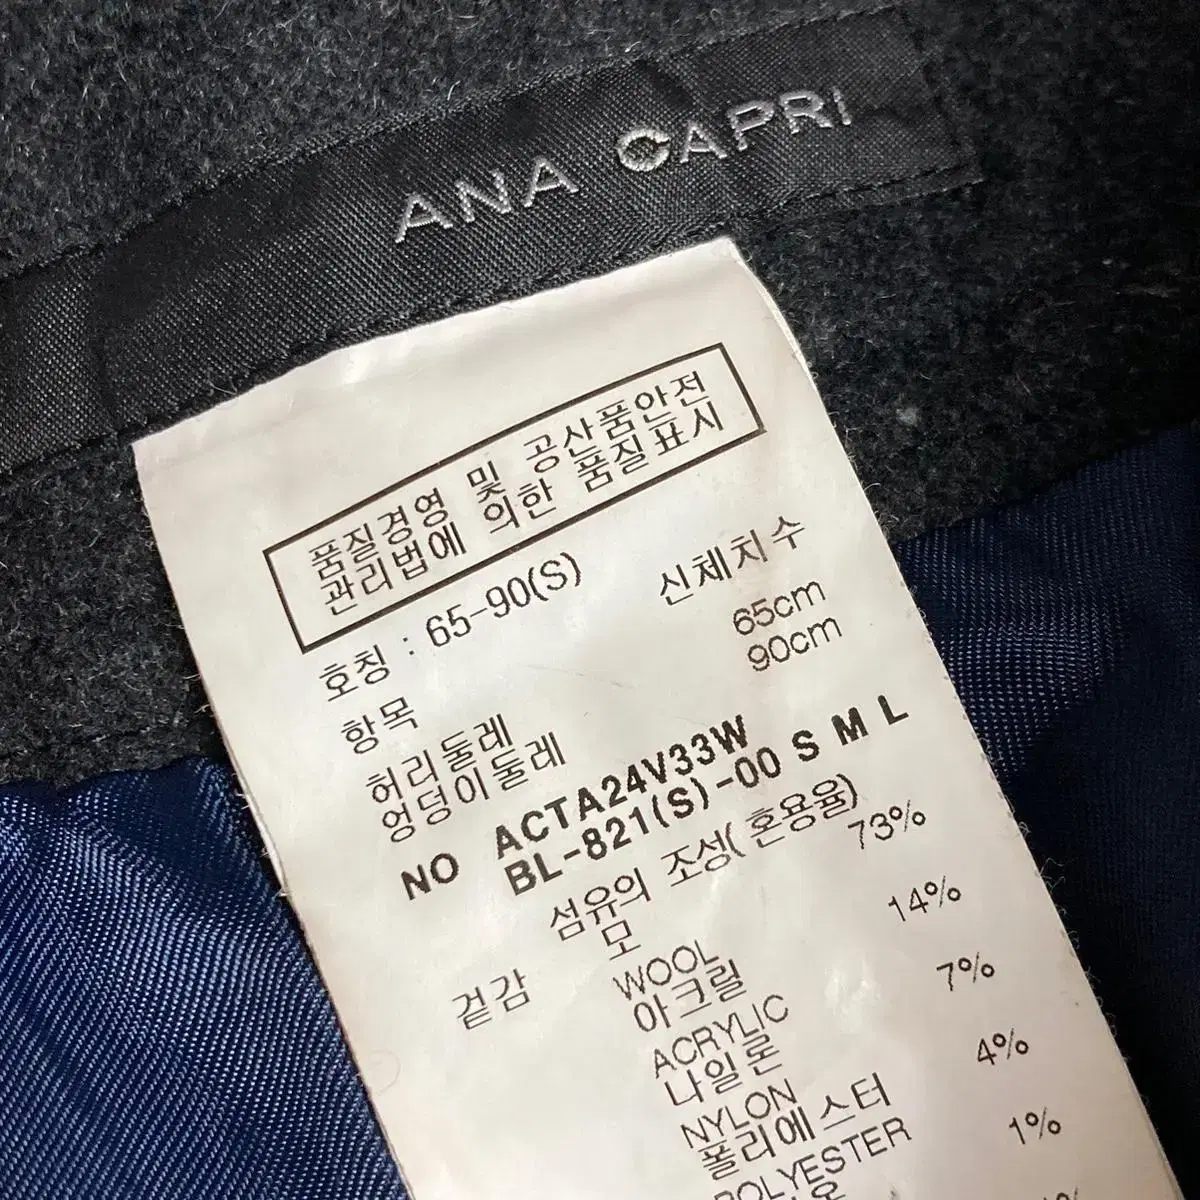 ANA CAPRI
품질경영 및 공산품안전
관리법에 의한 품질표시
호칭 : 65-90(S)
항목 신체치수
허리둘레 65cm
엉덩이둘레 90cm
NO ACTA24V33W
BL-821(S)-00 S M L
섬유의 조성(혼용율)
겉감 모 73%
WOOL
아크릴 14%
ACRYLIC
나일론 7%
NYLON
폴리에스터 4%
POLYESTER
1%